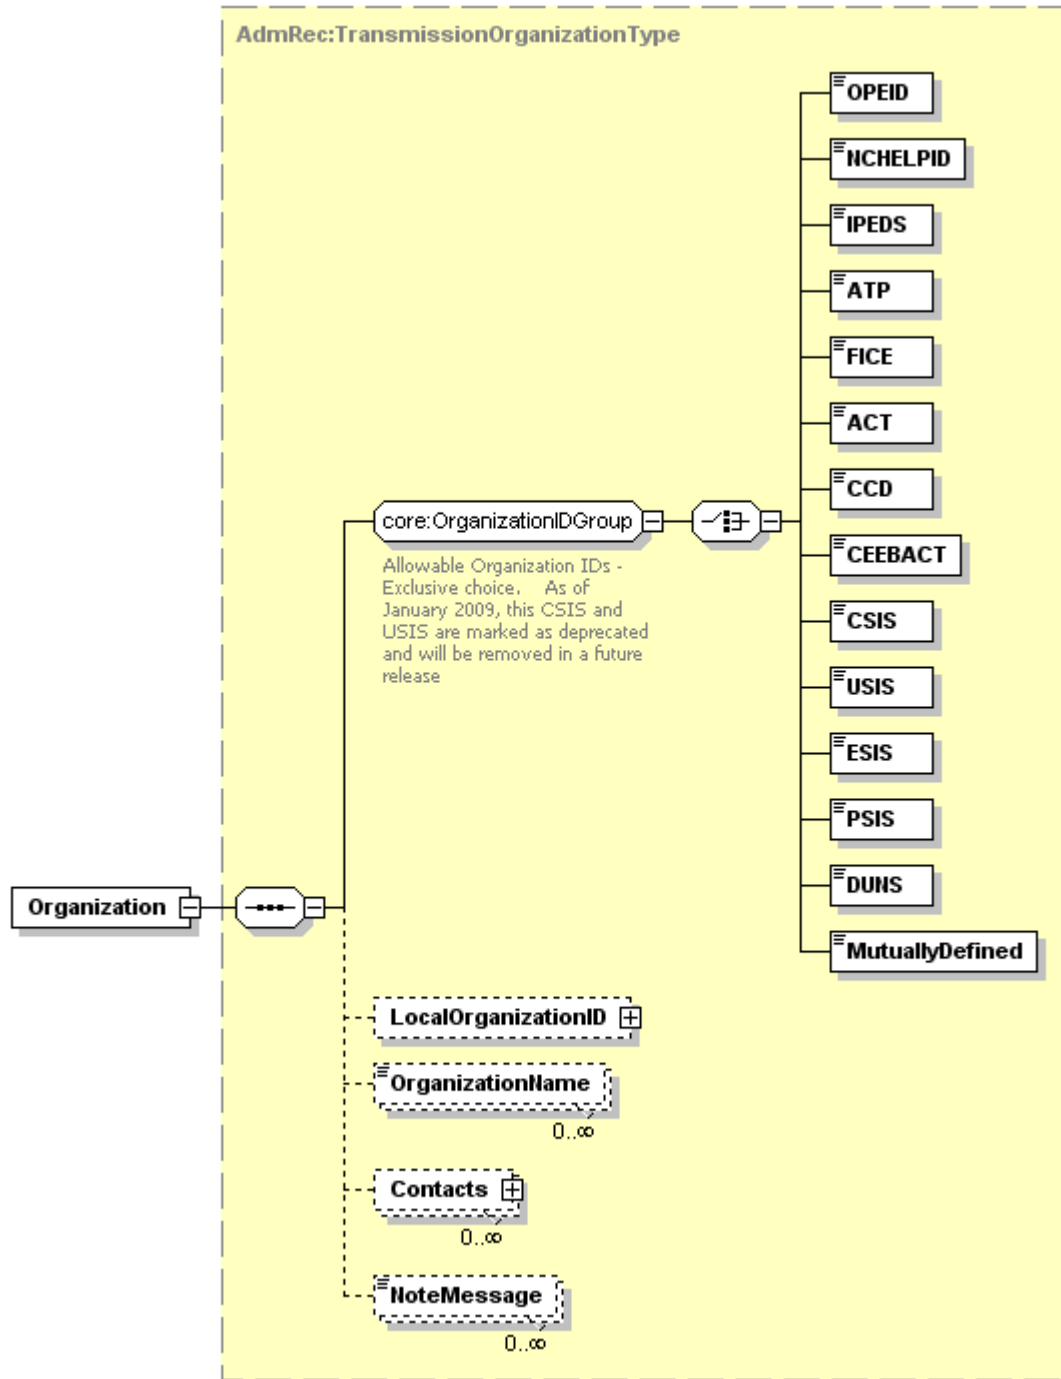 AdmRec:TransmissionOrganizationType
OPEID
NCHELPID
IPEDS
ATP
FICE
ACT
CCD
CEEBACT
CSIS
USIS
ESIS
PSIS
DUNS
MutuallyDefined
core:OrganizationIDGroup
Allowable Organization IDs -
Exclusive choice.    As of
January 2009, this CSIS and
USIS are marked as deprecated
and will be removed in a future
release
Organization
LocalOrganizationID
OrganizationName
0..∞
Contacts
0..∞
NoteMessage
0..∞